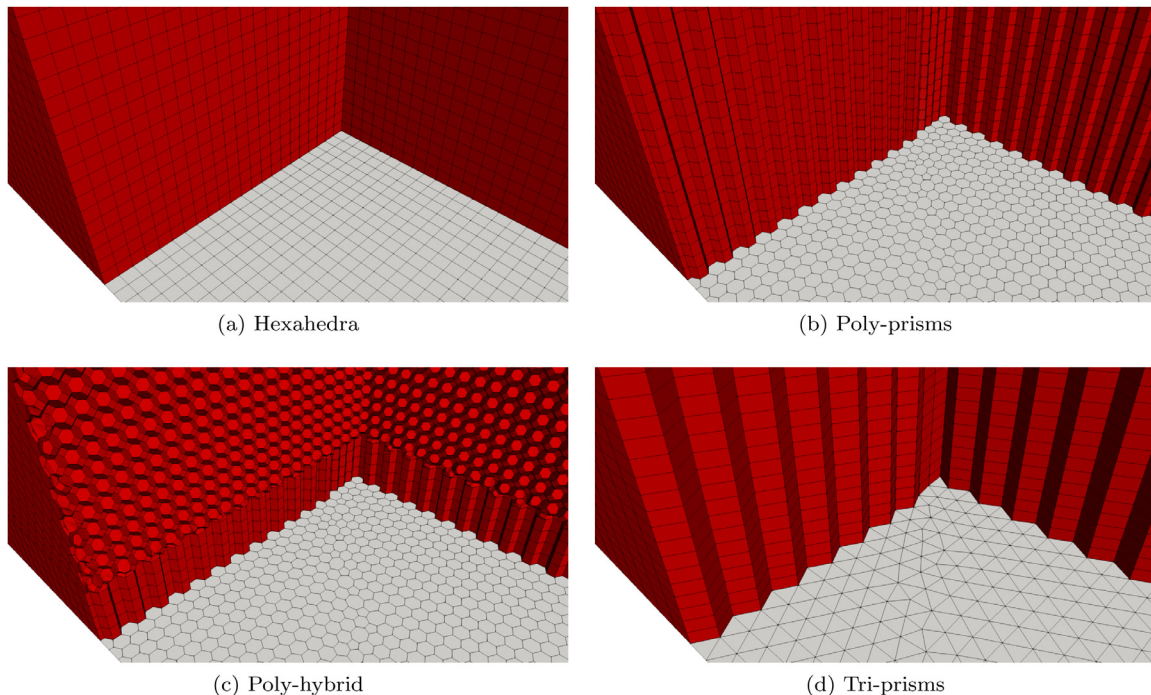 (a) Hexahedra
(b) Poly-prisms
(c) Poly-hybrid
(d) Tri-prisms